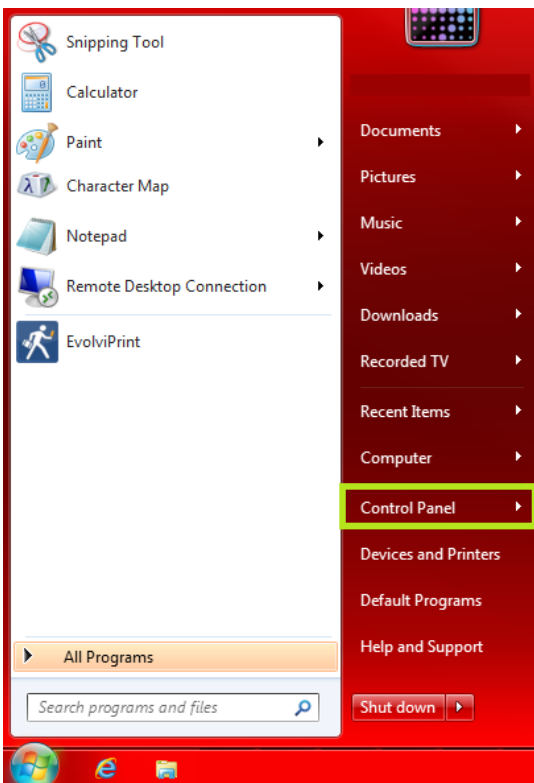 Snipping Tool
Calculator
Paint
Character Map
Notepad
Remote Desktop Connection
EvolviPrint
All Programs
Search programs and files
Documents
Pictures
Music
Videos
Downloads
Recorded TV
Recent Items
Computer
Control Panel
Devices and Printers
Default Programs
Help and Support
Shut down